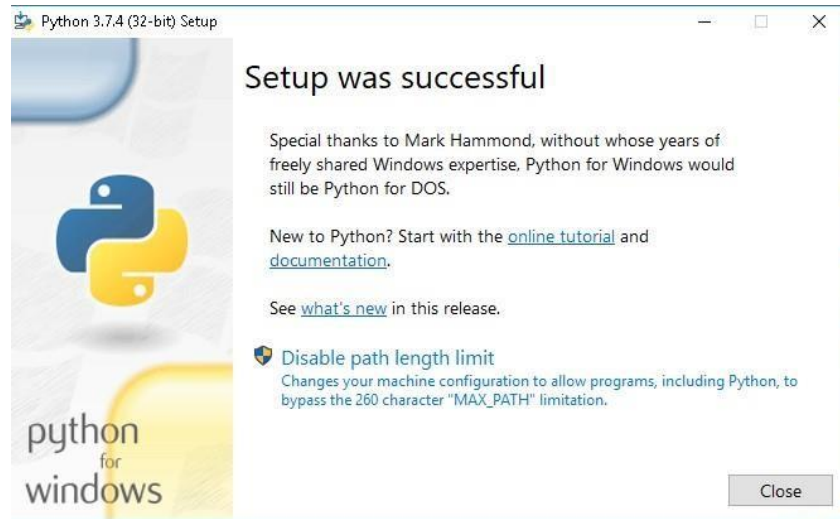 Python 3.7.4 (32-bit) Setup
Setup was successful
Special thanks to Mark Hammond, without whose years of
freely shared Windows expertise, Python for Windows would
still be Python for DOS.
New to Python? Start with the online tutorial and
documentation.
See what's new in this release.
Disable path length limit
Changes your machine configuration to allow programs, including Python, to
bypass the 260 character "MAX_PATH" limitation.
python
for
windows
Close